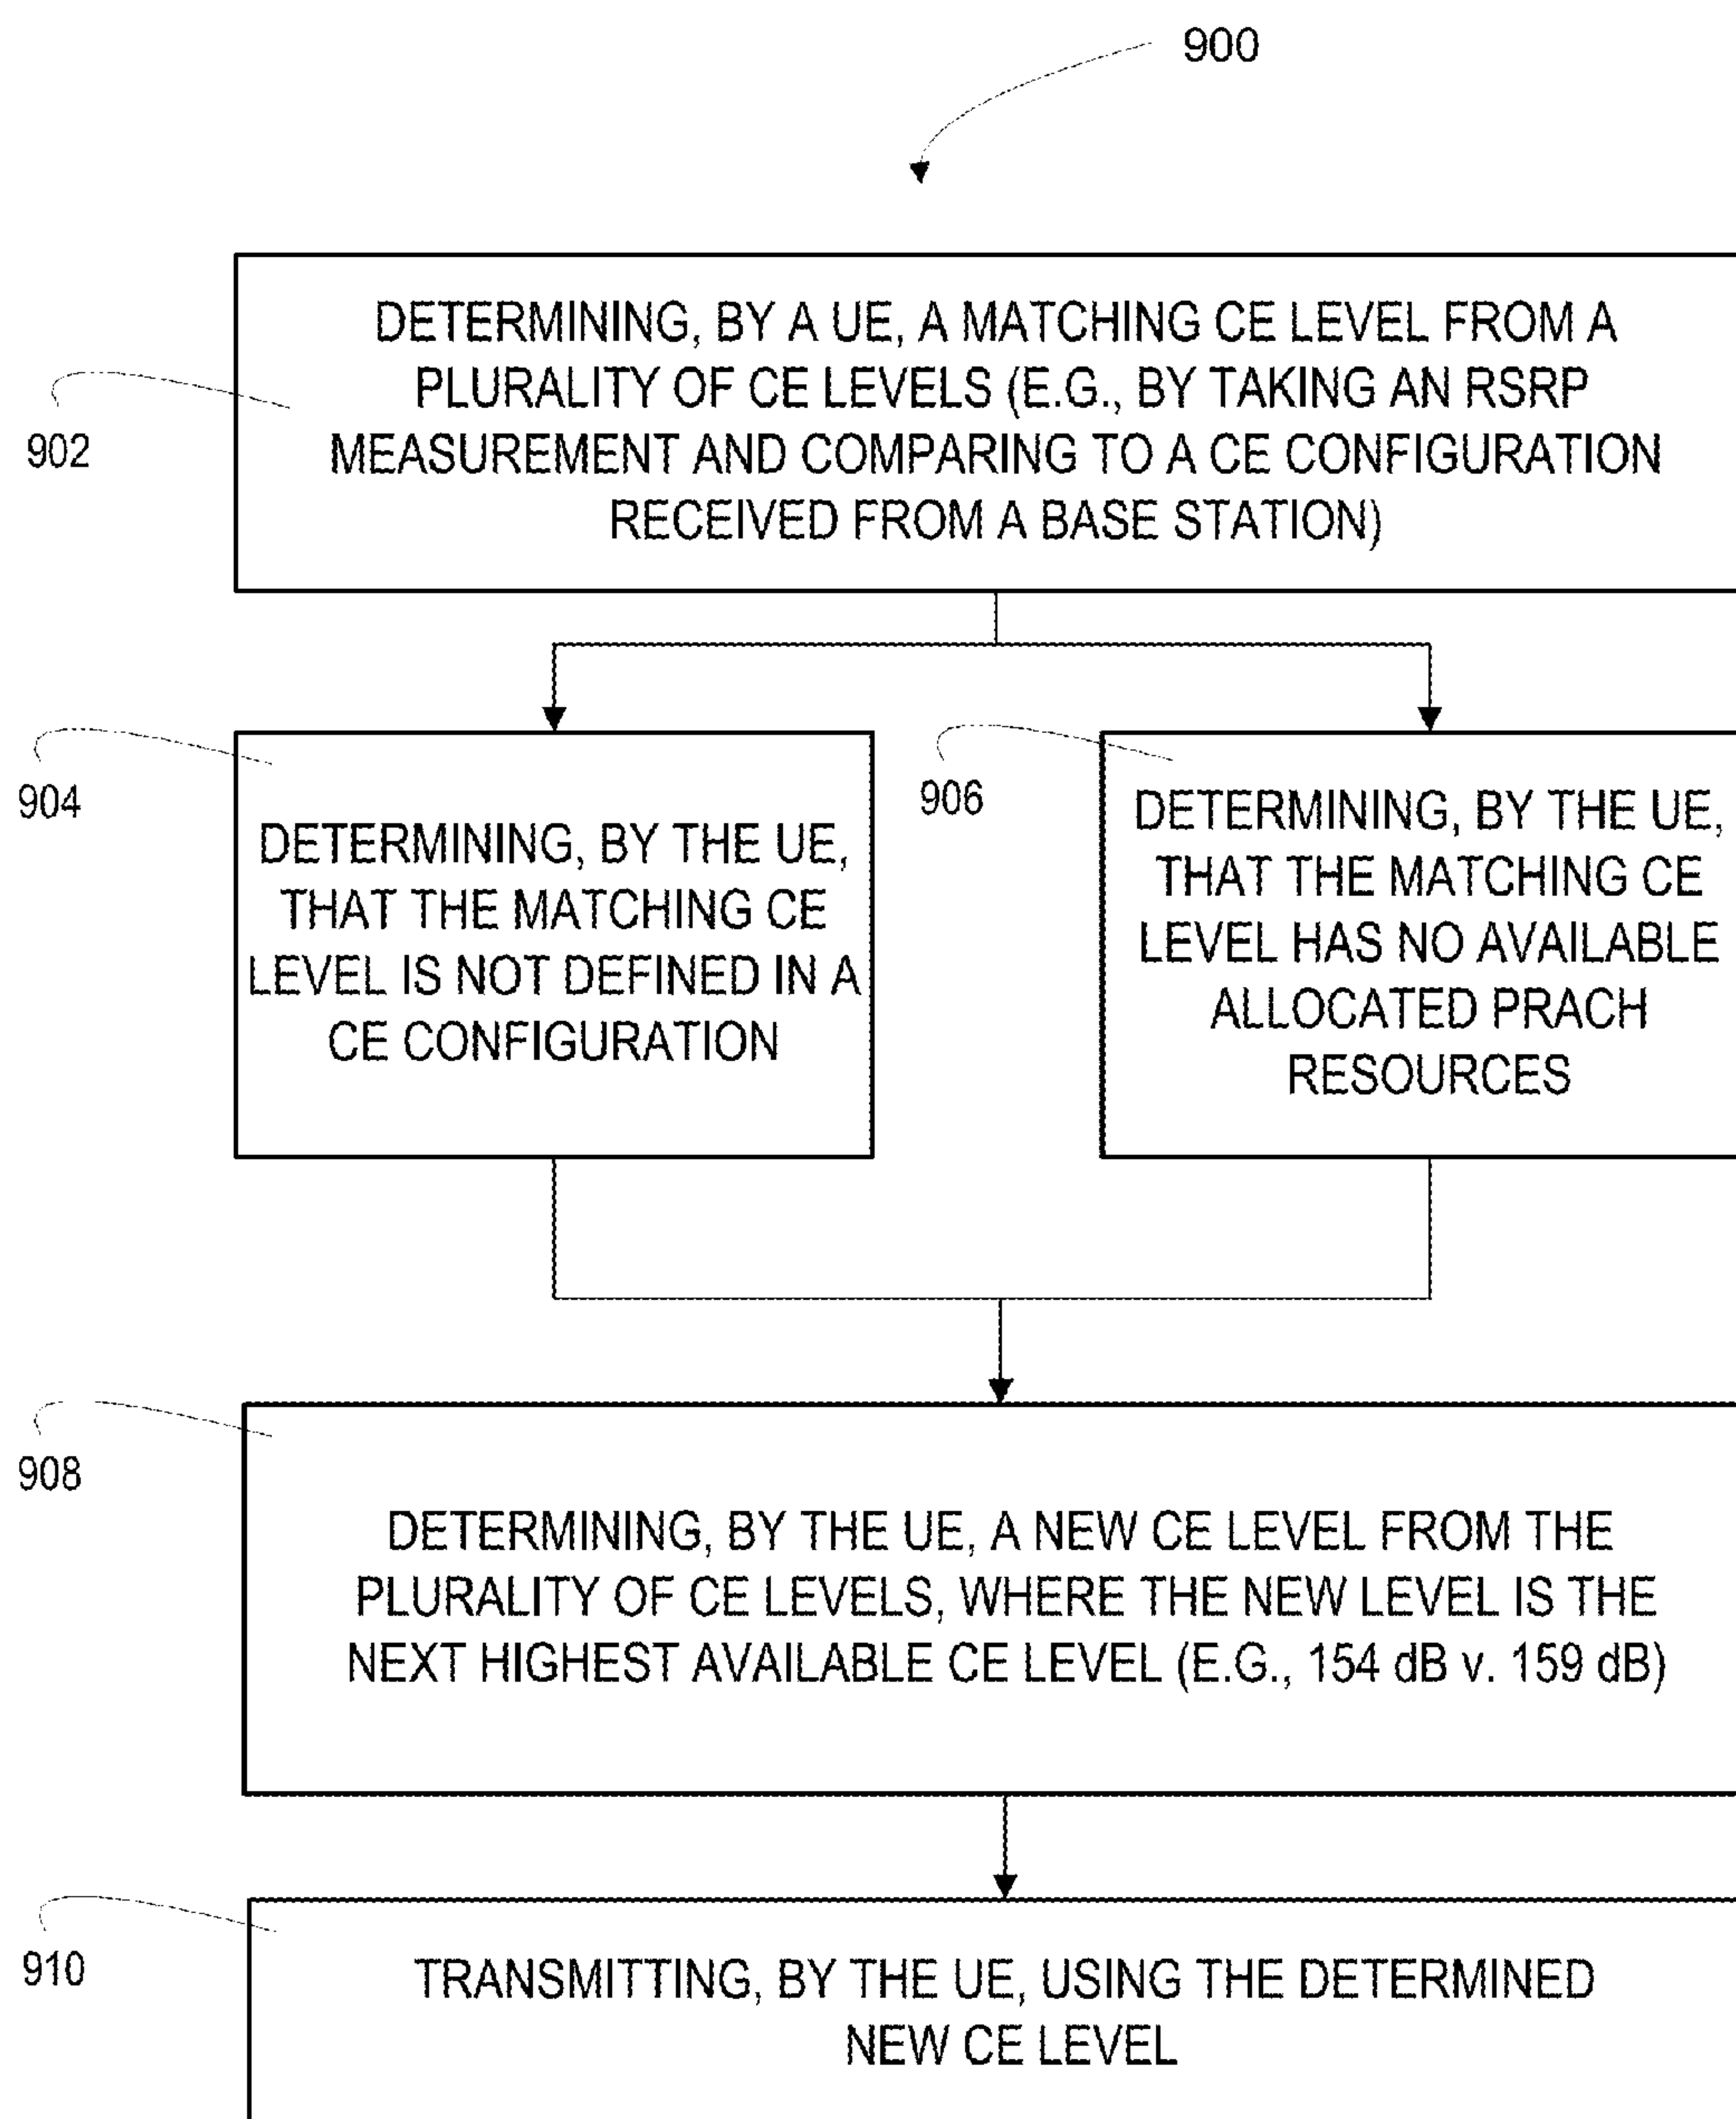 900
902
DETERMINING, BY A UE, A MATCHING CE LEVEL FROM A
PLURALITY OF CE LEVELS (E.G., BY TAKING AN RSRP
MEASUREMENT AND COMPARING TO A CE CONFIGURATION
RECEIVED FROM A BASE STATION)
904
DETERMINING, BY THE UE,
THAT THE MATCHING CE
LEVEL IS NOT DEFINED IN A
CE CONFIGURATION
906
DETERMINING, BY THE UE,
THAT THE MATCHING CE
LEVEL HAS NO AVAILABLE
ALLOCATED PRACH
RESOURCES
908
DETERMINING, BY THE UE, A NEW CE LEVEL FROM THE
PLURALITY OF CE LEVELS, WHERE THE NEW LEVEL IS THE
NEXT HIGHEST AVAILABLE CE LEVEL (E.G., 154 dB v. 159 dB)
910
TRANSMITTING, BY THE UE, USING THE DETERMINED
NEW CE LEVEL